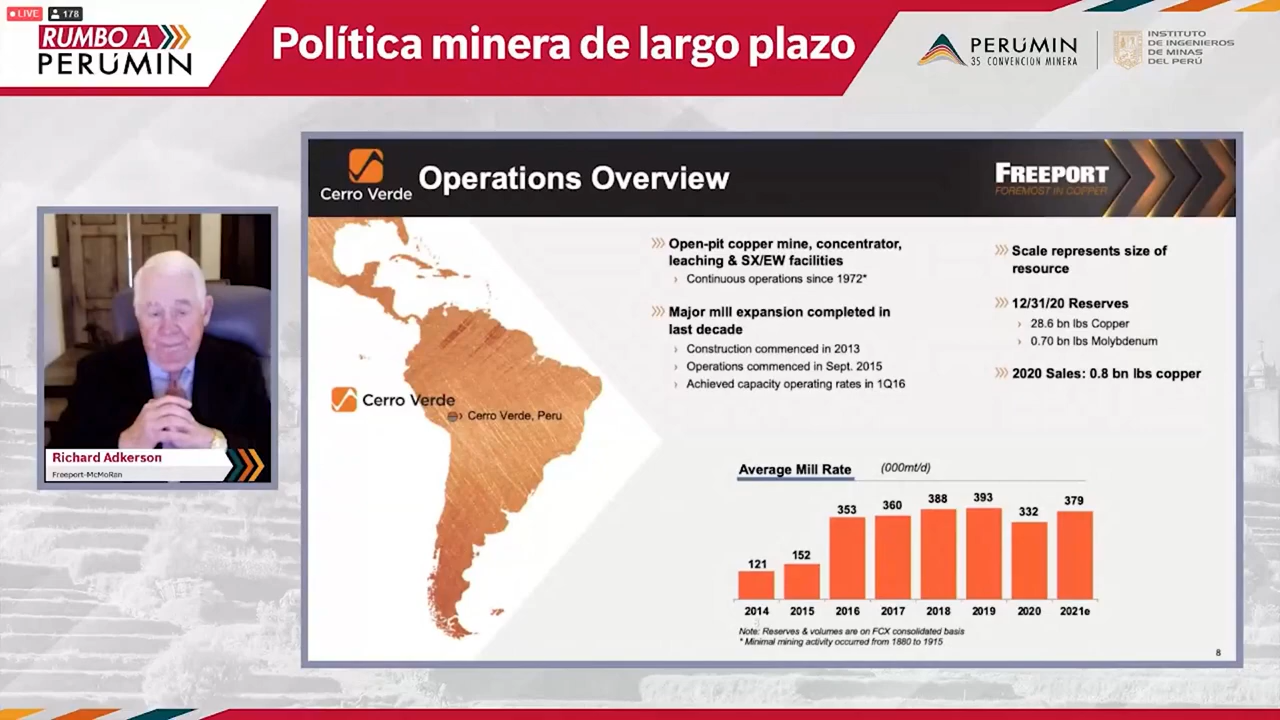 LIVE 178
RUMBO A
PERÚMIN
Política minera de largo plazo
PERÚMIN
35 CONVENCIÓN MINERA
INSTITUTO
DE INGENIEROS
DE MINAS
DEL PERÚ
Cerro Verde
Operations Overview
FREEPORT
FOREMOST IN COPPER
Open-pit copper mine, concentrator,
leaching & SX/EW facilities
Continuous operations since 1972*
Major mill expansion completed in
last decade
Construction commenced in 2013
Operations commenced in Sept. 2015
Achieved capacity operating rates in 1Q16
Scale represents size of
resource
12/31/20 Reserves
28.6 bn lbs Copper
0.70 bn lbs Molybdenum
2020 Sales: 0.8 bn lbs copper
Cerro Verde
Cerro Verde, Peru
Average Mill Rate (000mt/d)
121 152 353 360 388 393 332 379
2014 2015 2016 2017 2018 2019 2020 2021e
Note: Reserves & volumes are on FCX consolidated basis
* Minimal mining activity occurred from 1880 to 1915
8
Richard Adkerson
Freeport-McMoRan